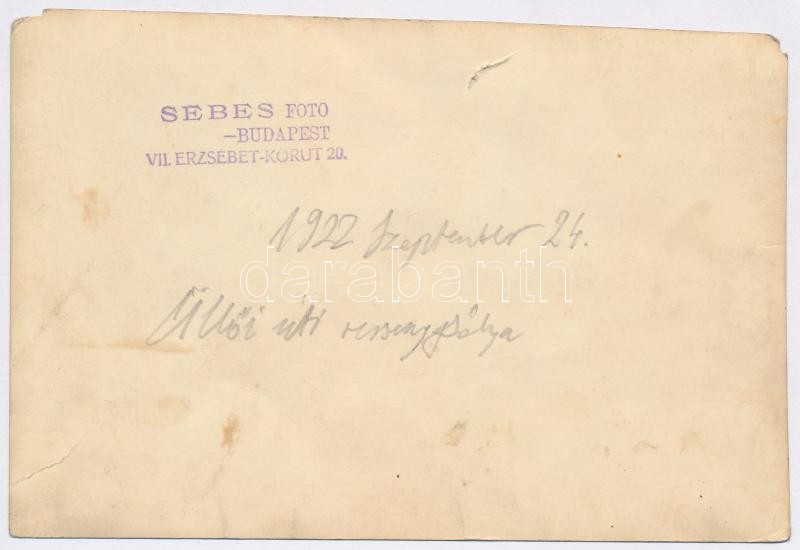 SEBES FOTO
—BUDAPEST
VII. ERZSÉBET-KÖRUT 20.
1922 Szeptember 24.
darabanth
Üllői úti versenypálya